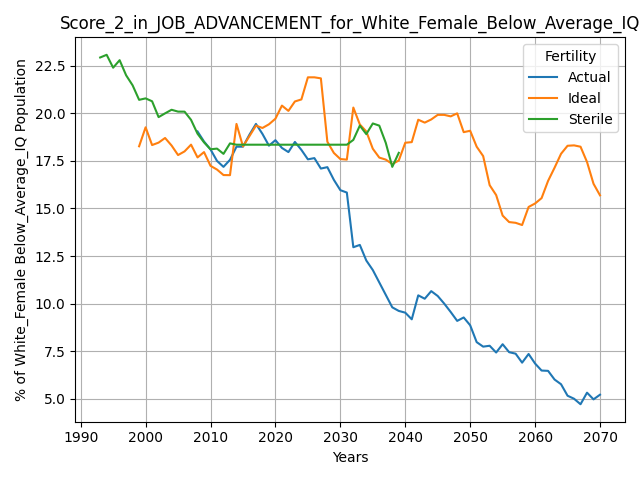 Score_2_in_JOB_ADVANCEMENT_for_White_Female_Below_Average_IQ
Fertility
Actual
Ideal
Sterile
% of White_Female Below_Average_IQ Population
22.5
20.0
17.5
15.0
12.5
10.0
7.5
5.0
1990 2000 2010 2020 2030 2040 2050 2060 2070
Years